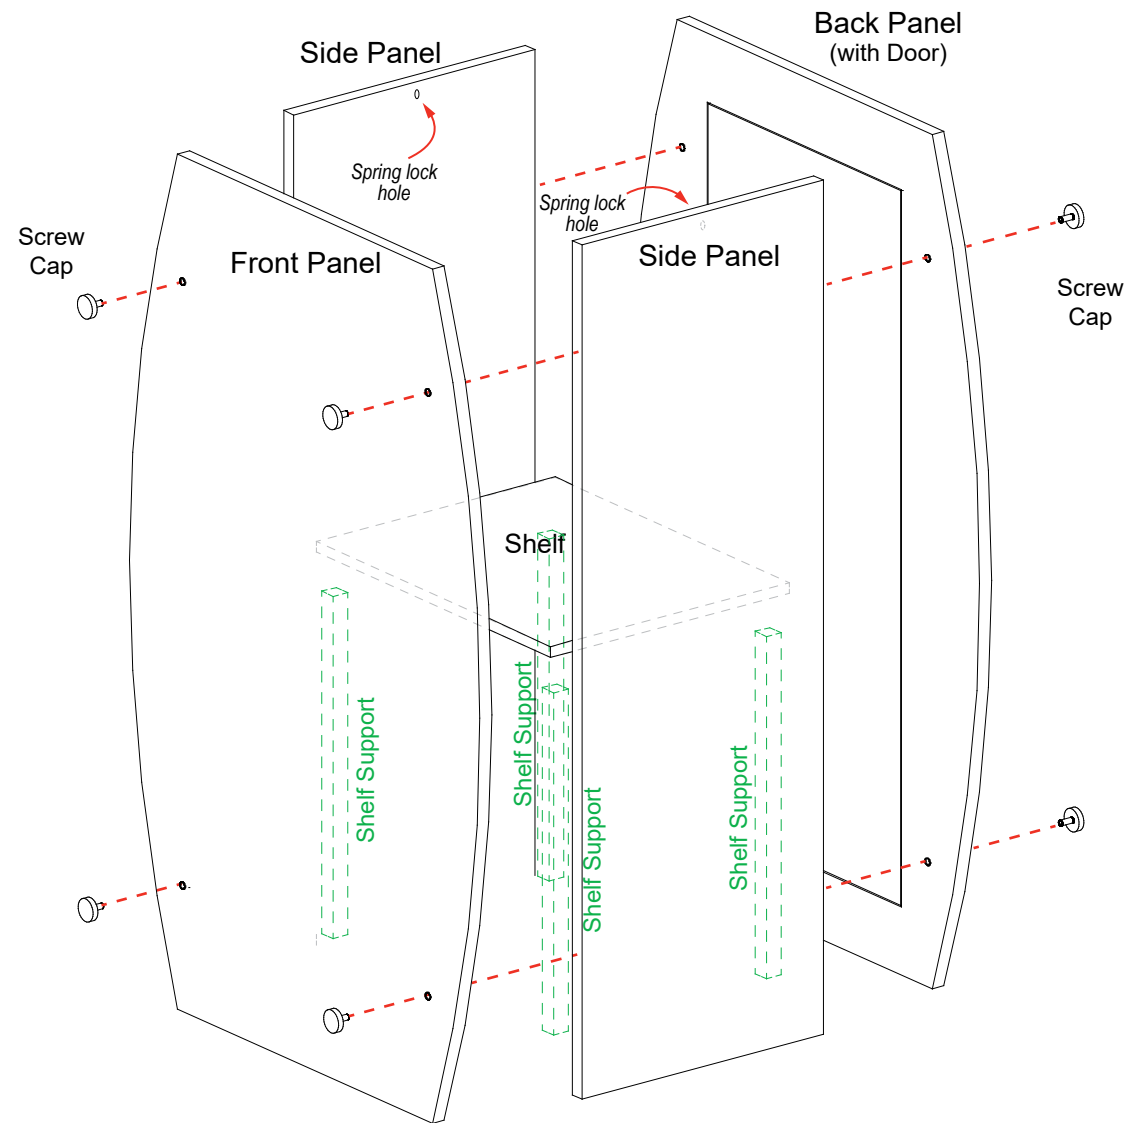 Back Panel
(with Door)
Side Panel
Spring lock
hole
Spring lock
hole
Screw
Cap
Front Panel
Side Panel
Screw
Cap
Shelf
Shelf Support
Shelf Support
Shelf Support
Shelf Support